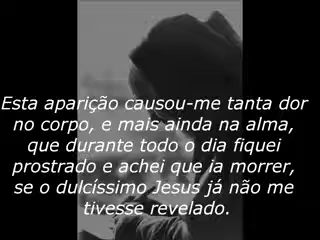 Esta aparição causou-me tanta dor
no corpo, e mais ainda na alma,
que durante todo o dia fiquei
prostrado e achei que ia morrer,
se o dulcíssimo Jesus já não me
tivesse revelado.